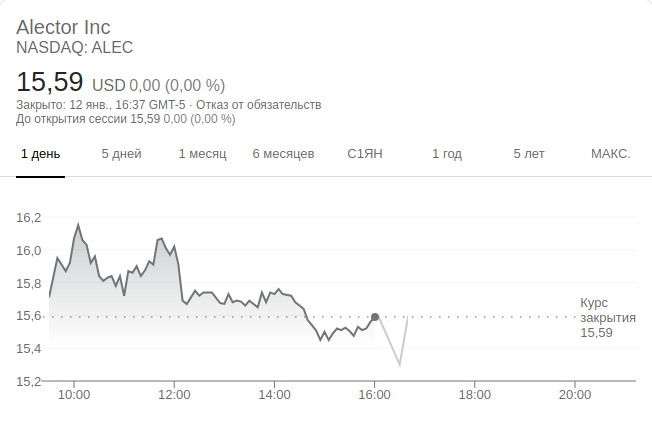 Alector Inc
NASDAQ: ALEC
15,59 USD 0,00 (0,00 %)
Закрыто: 12 янв., 16:37 GMT-5 · Отказ от обязательств
До открытия сессии 15,59 0,00 (0,00 %)
1 день 5 дней 1 месяц 6 месяцев С1ЯН 1 год 5 лет МАКС.
16,2
16,0
15,8
15,6
15,4
15,2
Курс
закрытия
15,59
10:00 12:00 14:00 16:00 18:00 20:00